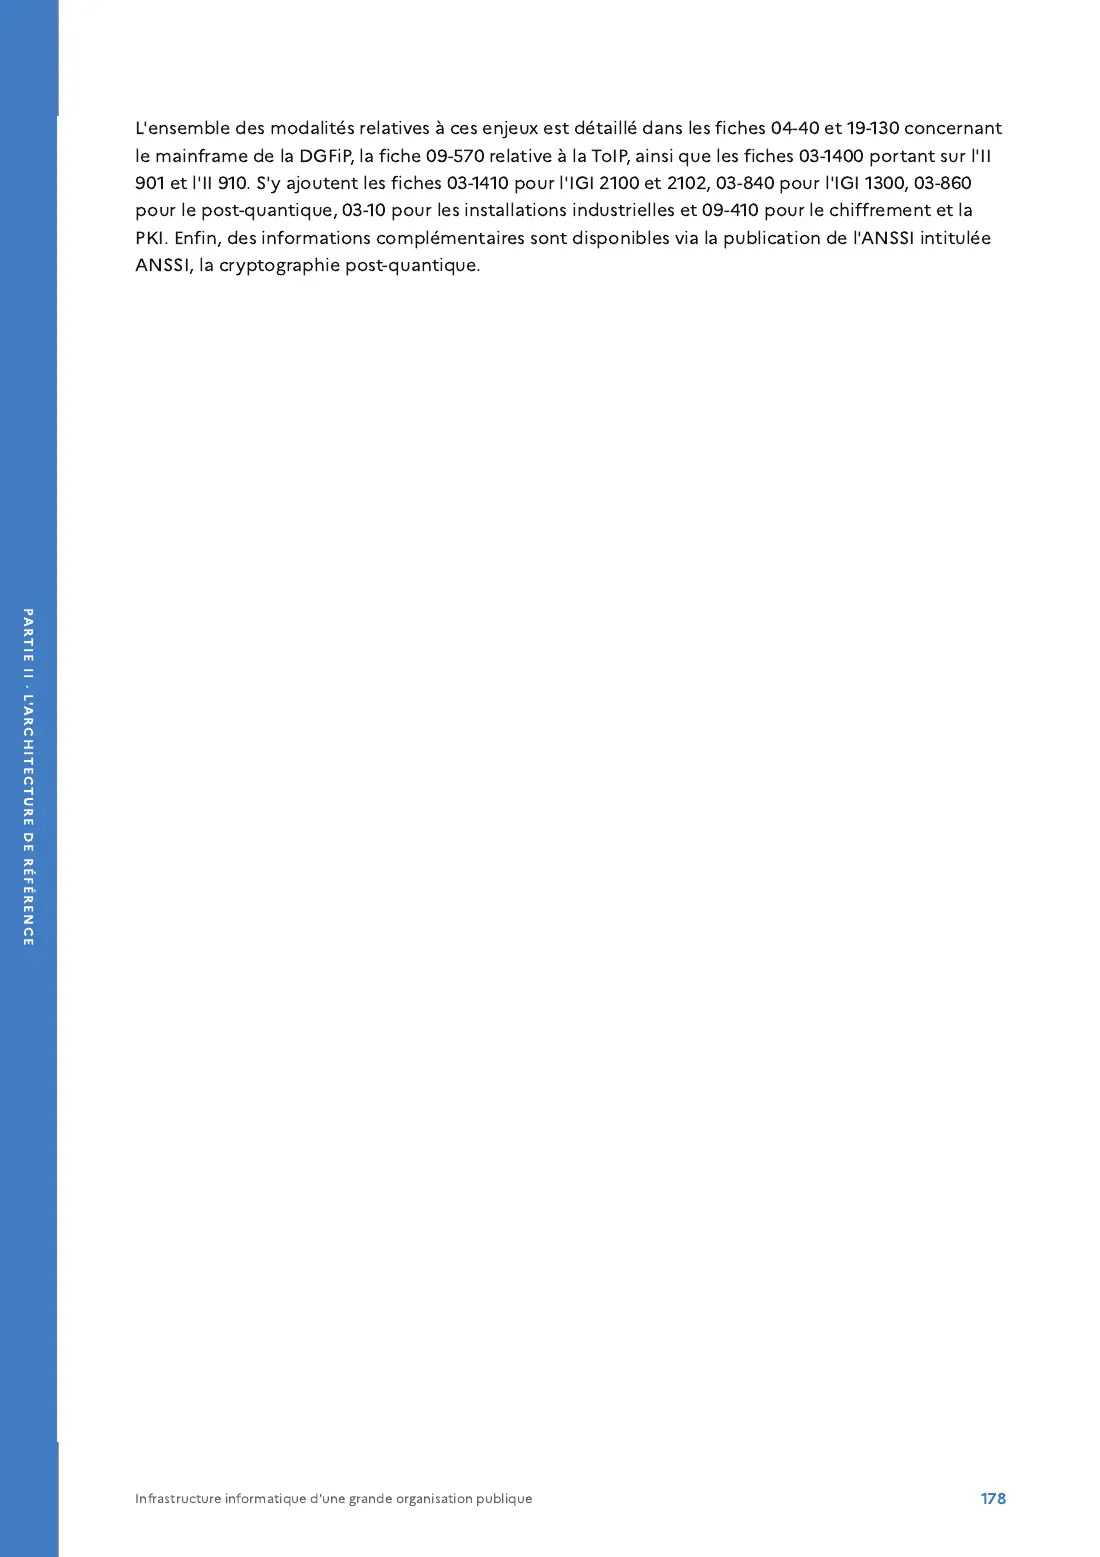 L'ensemble des modalités relatives à ces enjeux est détaillé dans les fiches 04-40 et 19-130 concernant
le mainframe de la DGFiP, la fiche 09-570 relative à la ToIP, ainsi que les fiches 03-1400 portant sur l'II
901 et l'II 910. S'y ajoutent les fiches 03-1410 pour l'IGI 2100 et 2102, 03-840 pour l'IGI 1300, 03-860
pour le post-quantique, 03-10 pour les installations industrielles et 09-410 pour le chiffrement et la
PKI. Enfin, des informations complémentaires sont disponibles via la publication de l'ANSSI intitulée
ANSSI, la cryptographie post-quantique.
PARTIE II · L'ARCHITECTURE DE RÉFÉRENCE
Infrastructure informatique d'une grande organisation publique
178